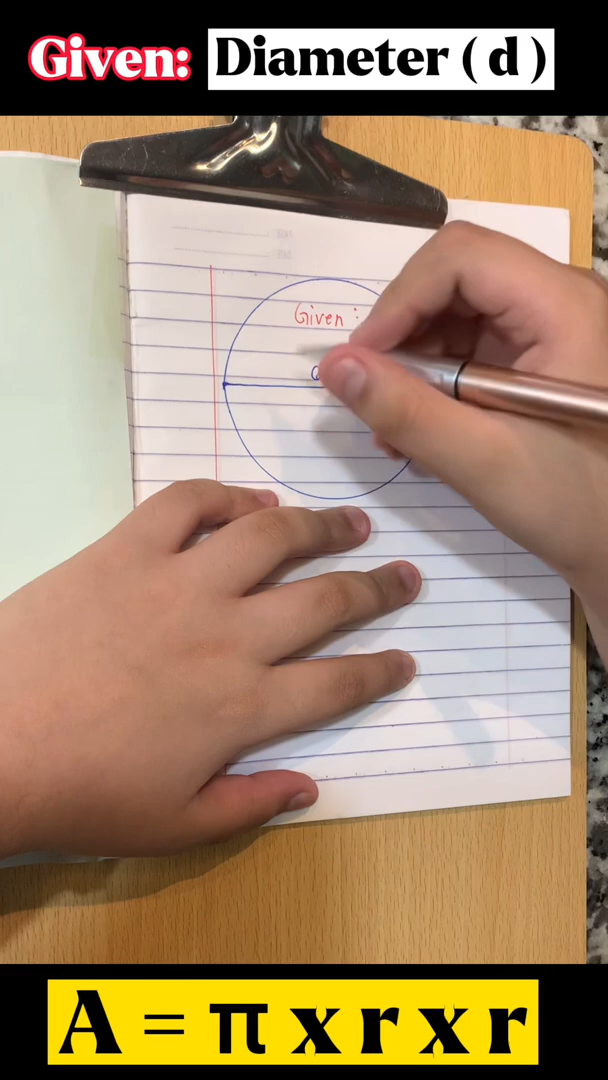 Given: Diameter ( d )
Given :
A = π x r x r